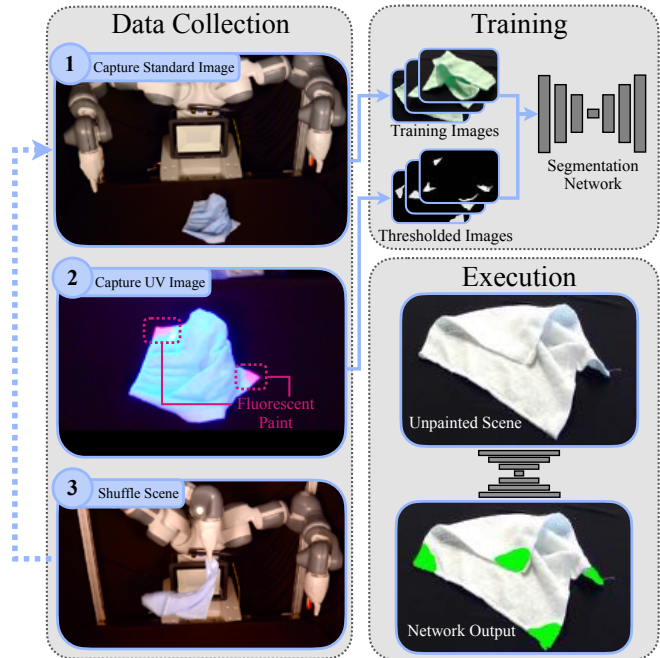 Data Collection
1
Capture Standard Image
2
Capture UV Image
Fluorescent
Paint
3
Shuffle Scene
Training
Training Images
Thresholded Images
Segmentation
Network
Execution
Unpainted Scene
Network Output